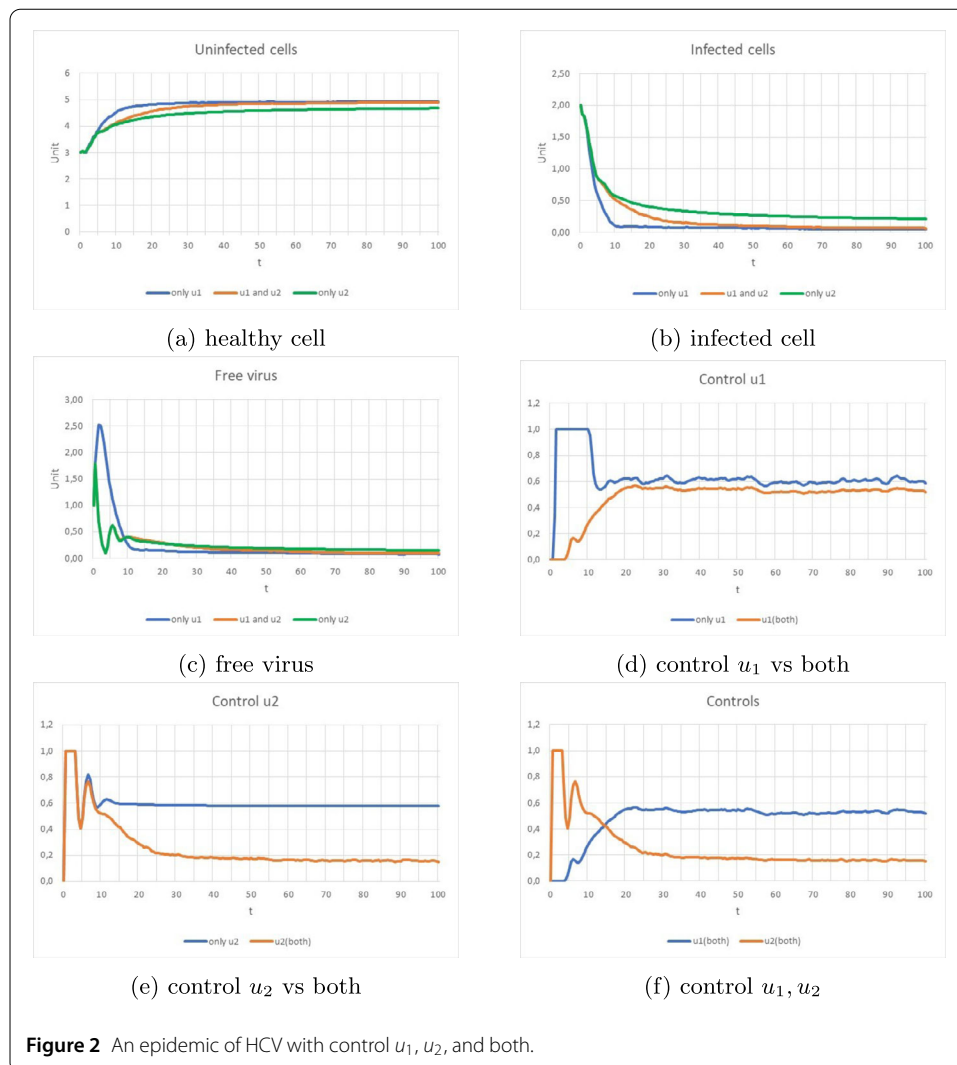 Uninfected cells
6
5
4
3
2
1
0
Unit
0 10 20 30 40 50 60 70 80 90 100
t
only u1 u1 and u2 only u2
(a) healthy cell
Infected cells
2,50
2,00
1,50
1,00
0,50
0,00
Unit
0 10 20 30 40 50 60 70 80 90 100
t
only u1 u1 and u2 only u2
(b) infected cell
Free virus
3,00
2,50
2,00
1,50
1,00
0,50
0,00
Unit
0 10 20 30 40 50 60 70 80 90 100
t
only u1 u1 and u2 only u2
(c) free virus
Control u1
1,2
1,0
0,8
0,6
0,4
0,2
0,0
0 10 20 30 40 50 60 70 80 90 100
t
only u1 u1(both)
(d) control u₁ vs both
Control u2
1,2
1,0
0,8
0,6
0,4
0,2
0,0
0 10 20 30 40 50 60 70 80 90 100
t
only u2 u2(both)
(e) control u₂ vs both
Controls
1,2
1,0
0,8
0,6
0,4
0,2
0,0
0 10 20 30 40 50 60 70 80 90 100
t
u1(both) u2(both)
(f) control u₁, u₂
Figure 2 An epidemic of HCV with control u₁, u₂, and both.